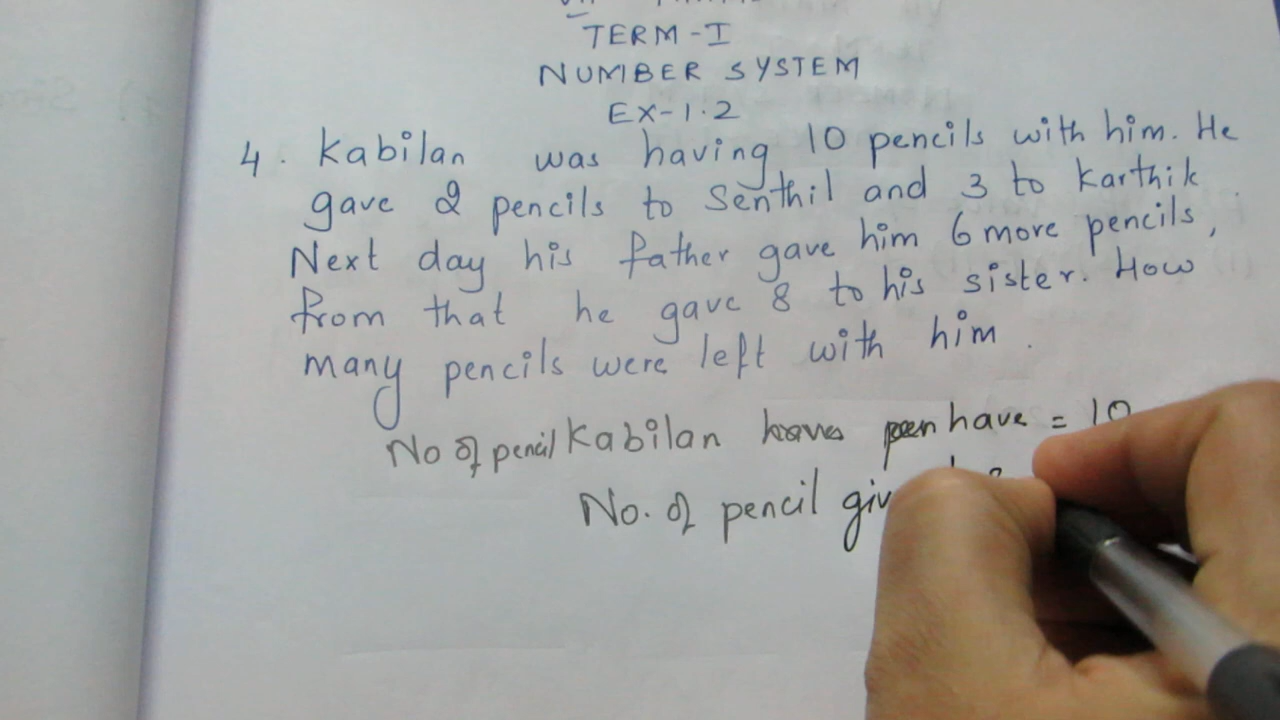 TERM-I
NUMBER SYSTEM
EX-1.2
4. Kabilan was having 10 pencils with him. He
gave 2 pencils to Senthil and 3 to Karthik.
Next day his father gave him 6 more pencils,
from that he gave 8 to his sister. How
many pencils were left with him.
No of pencil Kabilan have = 10
No. of pencil